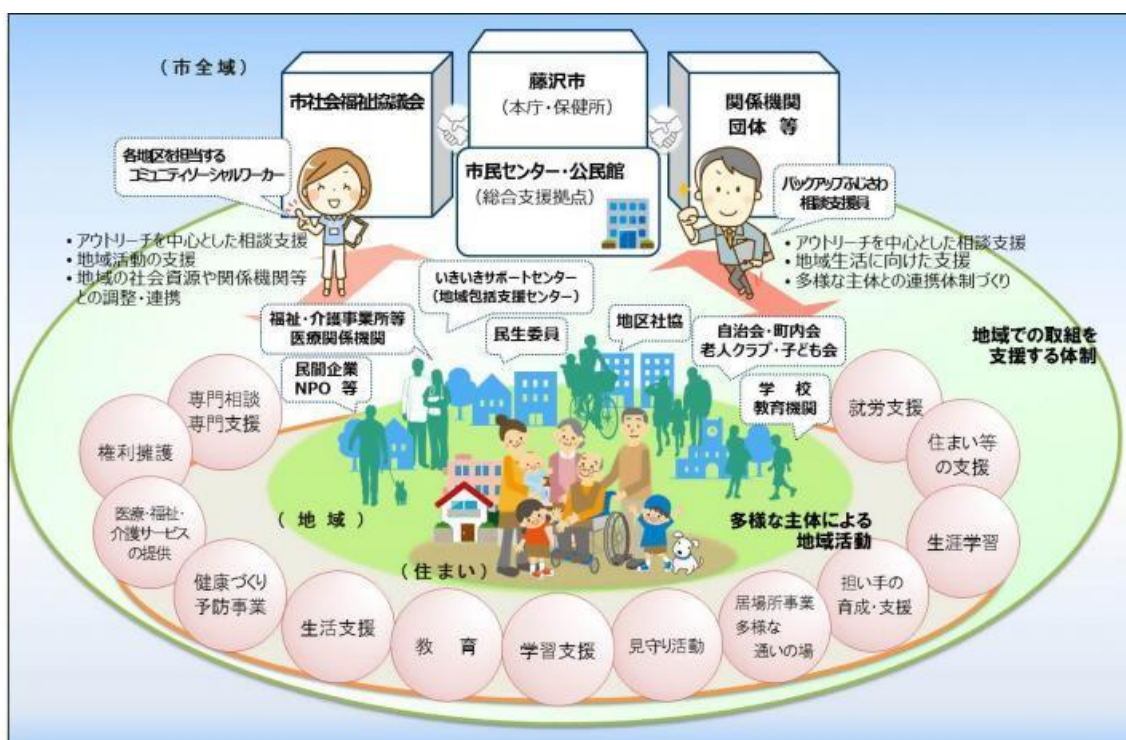 （市全域）
市社会福祉協議会
藤沢市
（本庁・保健所）
関係機関
団体 等
市民センター・公民館
（総合支援拠点）
各地区を担当する
コミュニティソーシャルワーカー
バックアップふじさわ
相談支援員
・アウトリーチを中心とした相談支援
・地域活動の支援
・地域の社会資源や関係機関等
との調整・連携
・アウトリーチを中心とした相談支援
・地域生活に向けた支援
・多様な主体との連携体制づくり
いきいきサポートセンター
（地域包括支援センター）
福祉・介護事業所等
医療関係機関
民生委員
地区社協
自治会・町内会
老人クラブ・子ども会
地域での取組を
支援する体制
民間企業
NPO 等
学 校
教育機関
専門相談
専門支援
就労支援
権利擁護
住まい等
の支援
医療・福祉・
介護サービス
の提供
（地 域）
多様な主体による
地域活動
生涯学習
（住まい）
健康づくり
予防事業
担い手の
育成・支援
生活支援
教 育
学習支援
見守り活動
居場所事業
多様な
通いの場